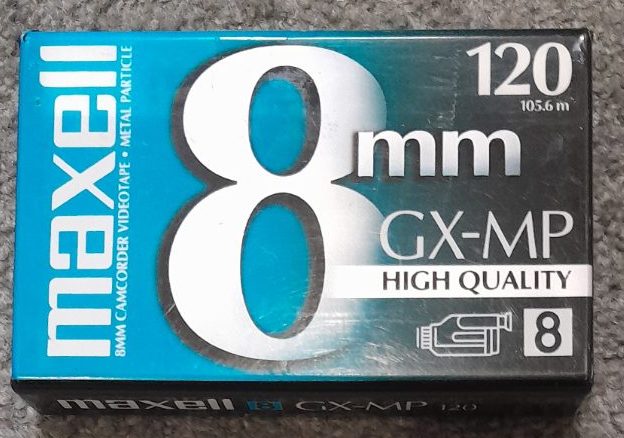 maxell
8MM CAMCORDER VIDEOTAPE • METAL PARTICLE
8mm
120
105.6 m
GX-MP
HIGH QUALITY
8
maxell 8 GX-MP 120